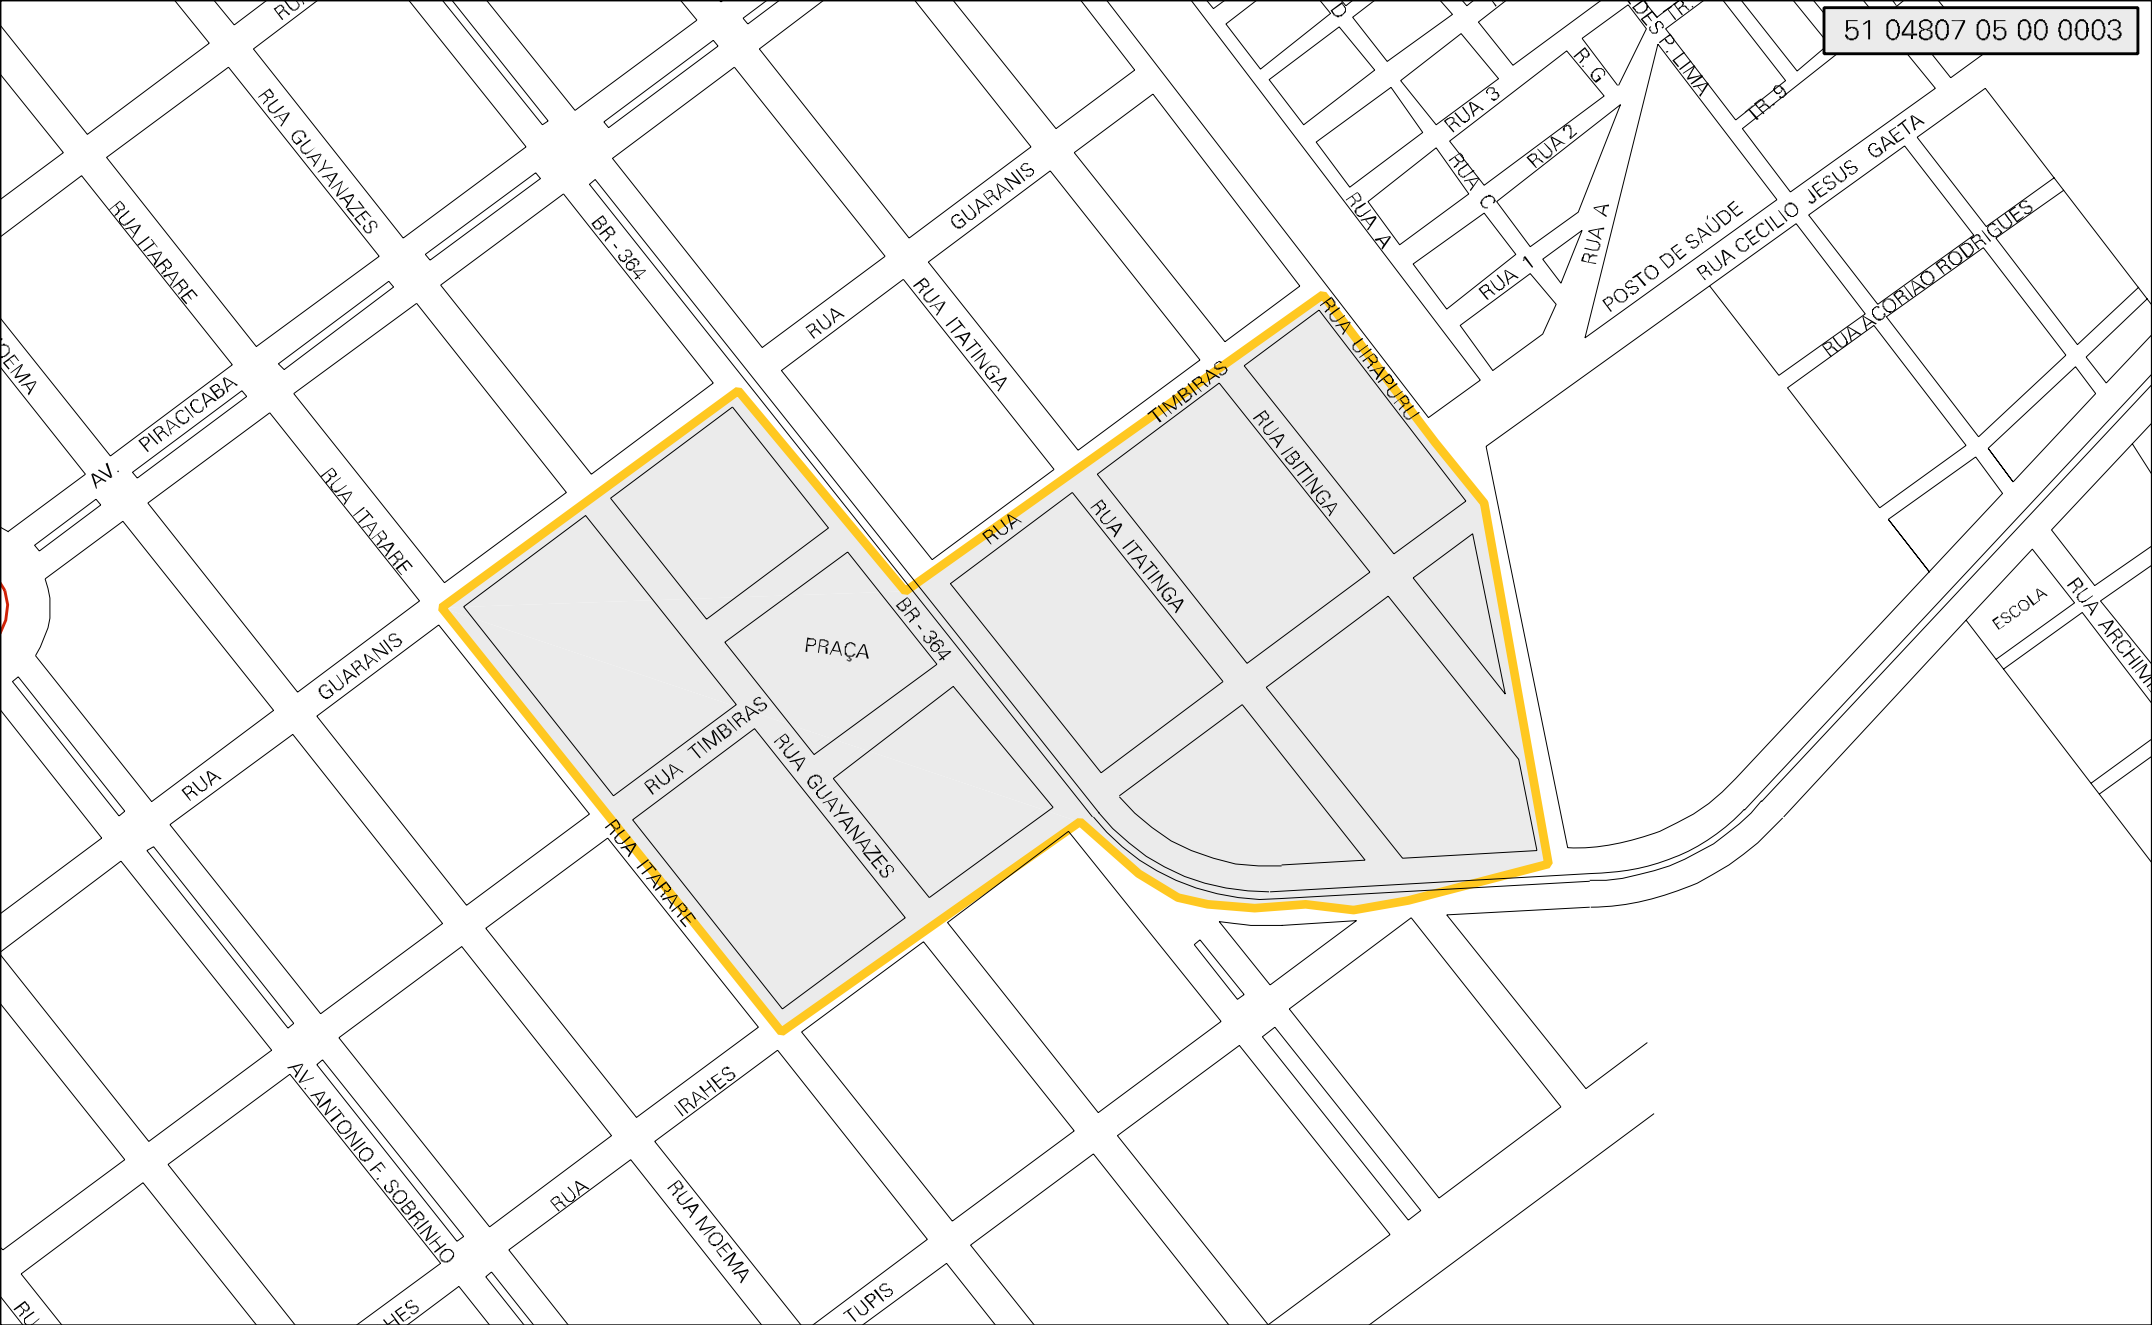 51 04807 05 00 0003
DES P. LIMA
R. G
RUA 3
TR. 9
RUA 2
RUA C
RUA A
RUA A
RUA 1
POSTO DE SAÚDE
RUA CECILIO JESUS GAETA
RUA ACORIAO RODRIGUES
RUA GUAYANAZES
RUA ITARARE
BR - 364
RUA GUARANIS
RUA ITATINGA
AV. PIRACICABA
RUA ITARARE
RUA UIRAPURU
RUA TIMBIRAS
RUA IBITINGA
RUA ITATINGA
BR - 364
PRAÇA
ESCOLA
RUA GUARANIS
RUA TIMBIRAS
RUA GUAYANAZES
RUA ITARARE
RUA IRAHES
AV. ANTONIO F. SOBRINHO
RUA MOEMA
TUPIS